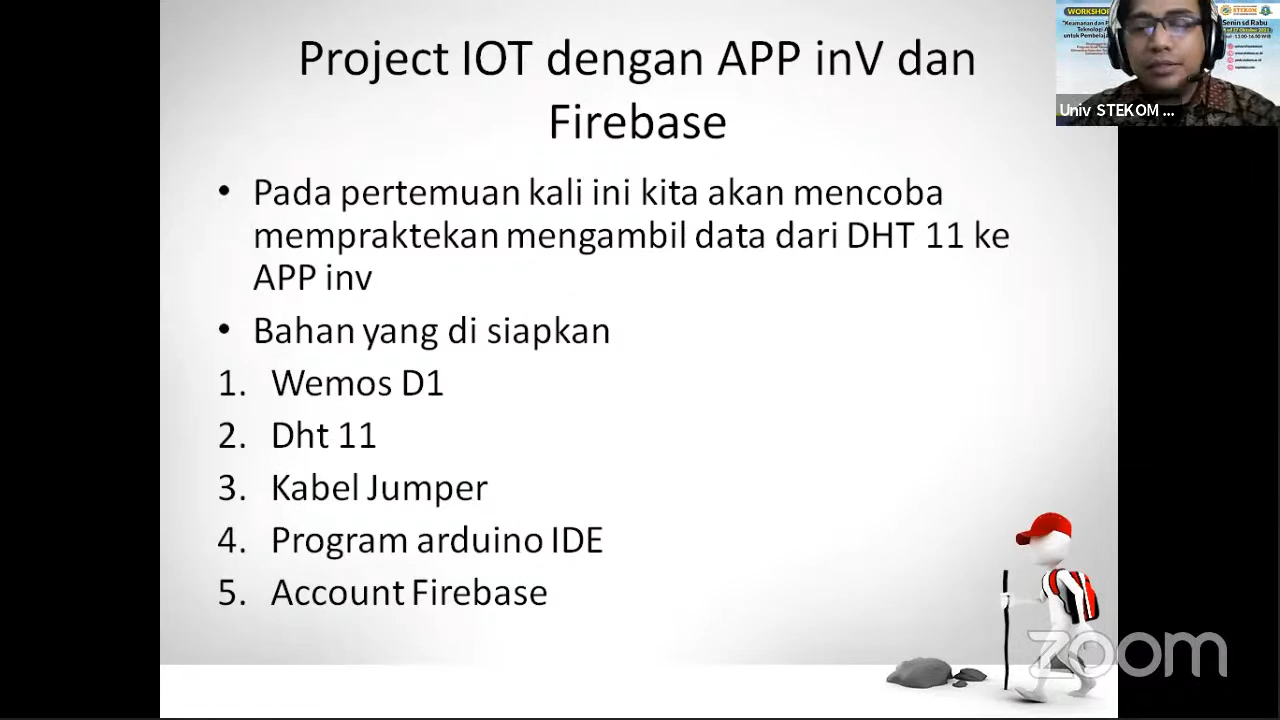 Project IOT dengan APP inV dan
Firebase
• Pada pertemuan kali ini kita akan mencoba
mempraktekan mengambil data dari DHT 11 ke
APP inv
• Bahan yang di siapkan
1. Wemos D1
2. Dht 11
3. Kabel Jumper
4. Program arduino IDE
5. Account Firebase
WORKSHOP
STEKOM
Senin sd Rabu
Univ STEKOM ...
zoom